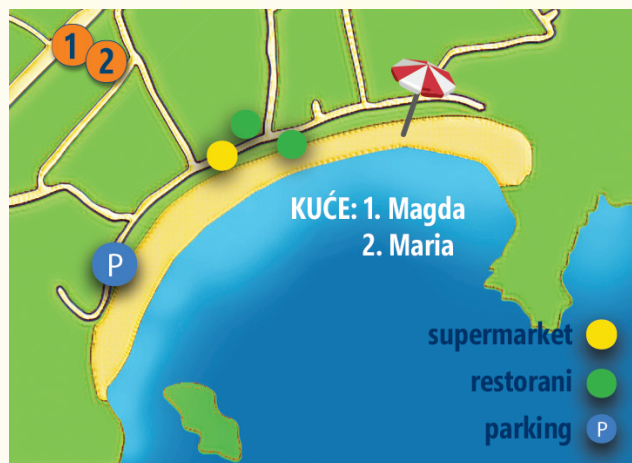 1
2
KUĆE: 1. Magda
2. Maria
P
supermarket
restorani
parking P